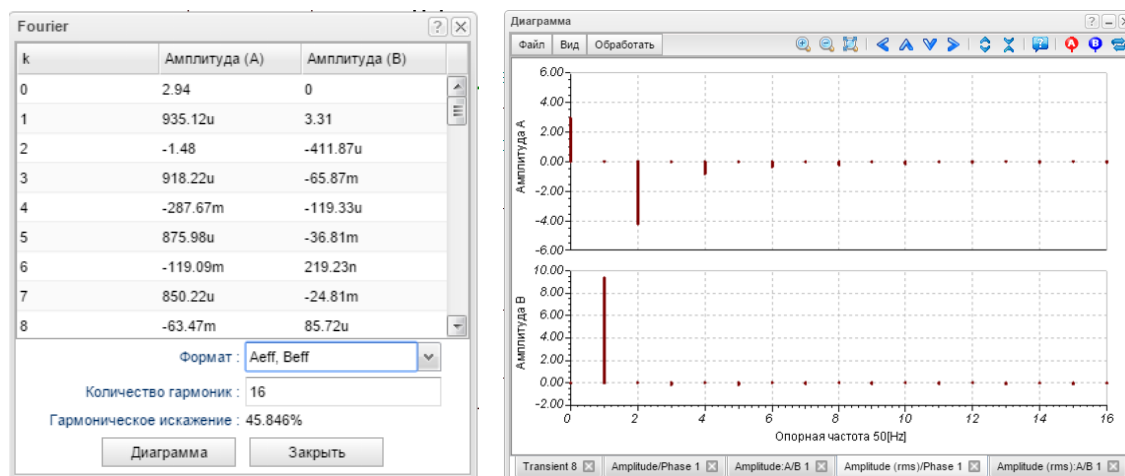 Fourier
k Амплитуда (A) Амплитуда (B)
0 2.94 0
1 935.12u 3.31
2 -1.48 -411.87u
3 918.22u -65.87m
4 -287.67m -119.33u
5 875.98u -36.81m
6 -119.09m 219.23n
7 850.22u -24.81m
8 -63.47m 85.72u
Формат : Aeff, Beff
Количество гармоник : 16
Гармоническое искажение : 45.846%
Диаграмма Закрыть
Диаграмма
Файл Вид Обработать
A B
6.00
4.00
2.00
0.00
-2.00
-4.00
-6.00
Амплитуда A
10.00
8.00
6.00
4.00
2.00
0.00
-2.00
Амплитуда B
0 2 4 6 8 10 12 14 16
Опорная частота 50[Hz]
Transient 8 Amplitude/Phase 1 Amplitude:A/B 1 Amplitude (rms)/Phase 1 Amplitude (rms):A/B 1